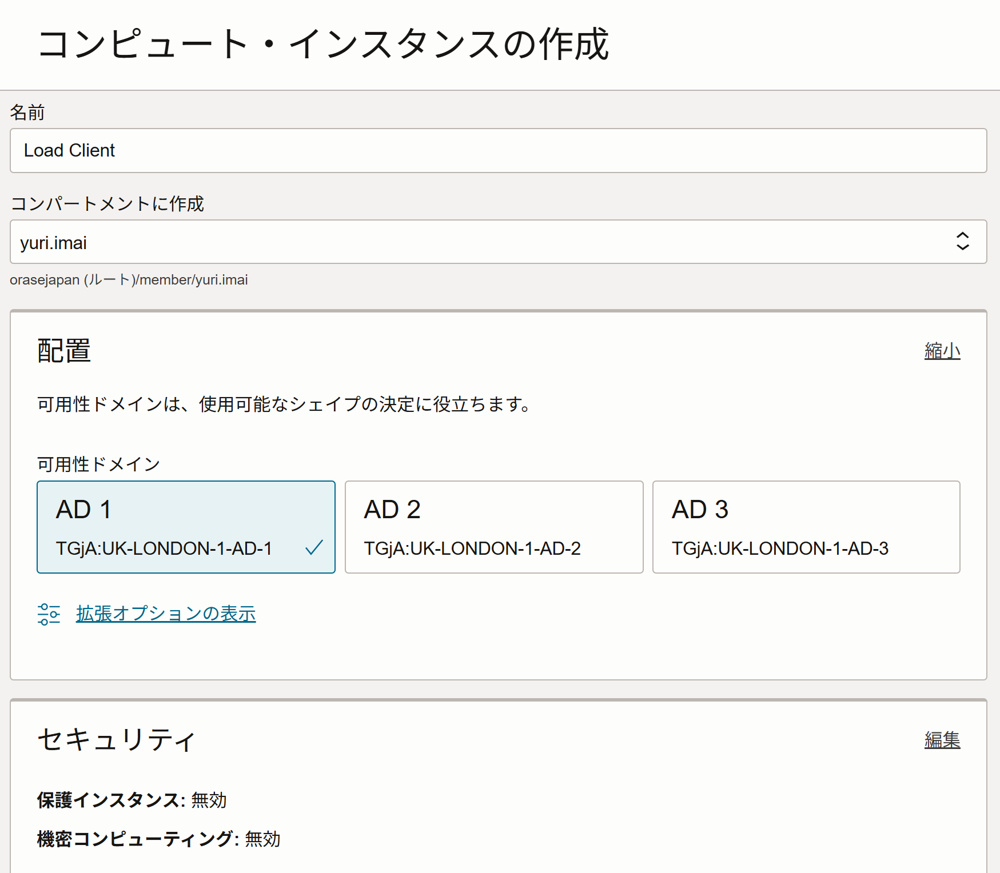 コンピュート・インスタンスの作成
名前
Load Client
コンパートメントに作成
yuri.imai
orasejapan (ルート)/member/yuri.imai
配置
縮小
可用性ドメインは、使用可能なシェイプの決定に役立ちます。
可用性ドメイン
AD 1
TGjA:UK-LONDON-1-AD-1
AD 2
TGjA:UK-LONDON-1-AD-2
AD 3
TGjA:UK-LONDON-1-AD-3
拡張オプションの表示
セキュリティ
編集
保護インスタンス: 無効
機密コンピューティング: 無効